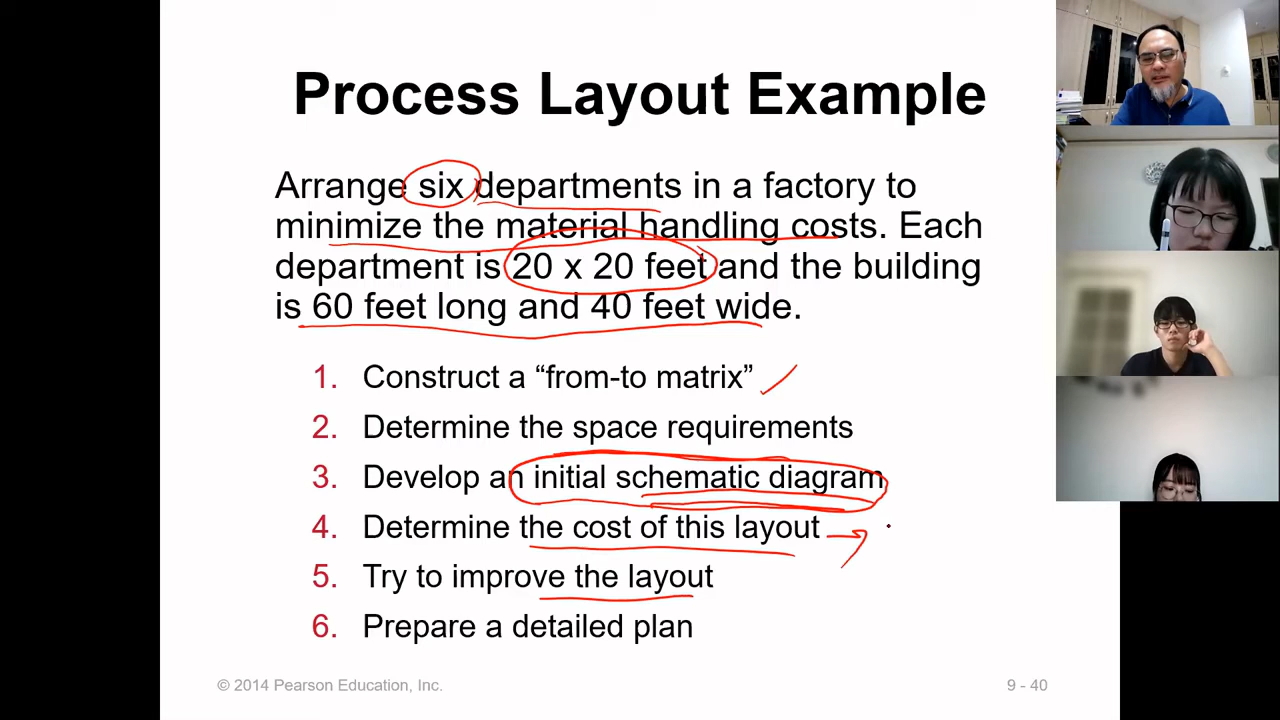 Process Layout Example
Arrange six departments in a factory to
minimize the material handling costs. Each
department is 20 x 20 feet and the building
is 60 feet long and 40 feet wide.
1. Construct a “from-to matrix”
2. Determine the space requirements
3. Develop an initial schematic diagram
4. Determine the cost of this layout
5. Try to improve the layout
6. Prepare a detailed plan
© 2014 Pearson Education, Inc.
9 - 40